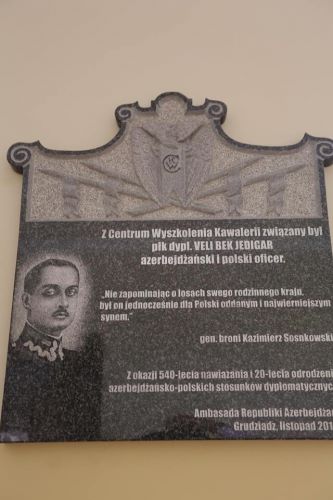 CWK
Z Centrum Wyszkolenia Kawalerii związany był
płk dypl. VELI BEK JEDIGAR
azerbejdżański i polski oficer.
„Nie zapominając o losach swego rodzinnego kraju,
był on jednocześnie dla Polski oddanym i najwierniejszym
synem."
gen. broni Kazimierz Sosnkowski
Z okazji 540-lecia nawiązania i 20-lecia odrodzenia
azerbejdżańsko-polskich stosunków dyplomatycznych
Ambasada Republiki Azerbejdżan
Grudziądz, listopad 201